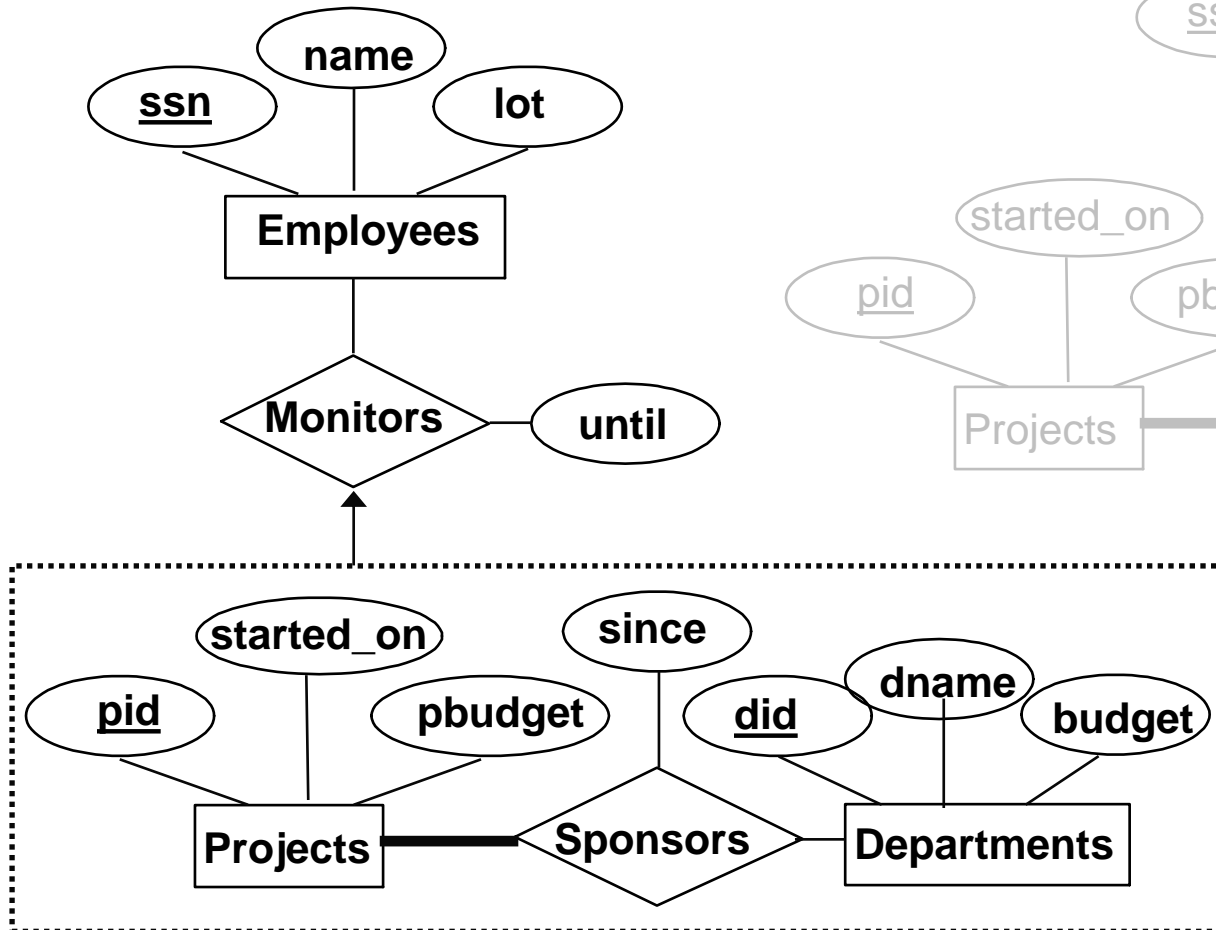 name
ssn
lot
Employees
Monitors
until
started_on
since
pid
pbudget
did
dname
budget
Projects
Sponsors
Departments
started_on
pid
Projects